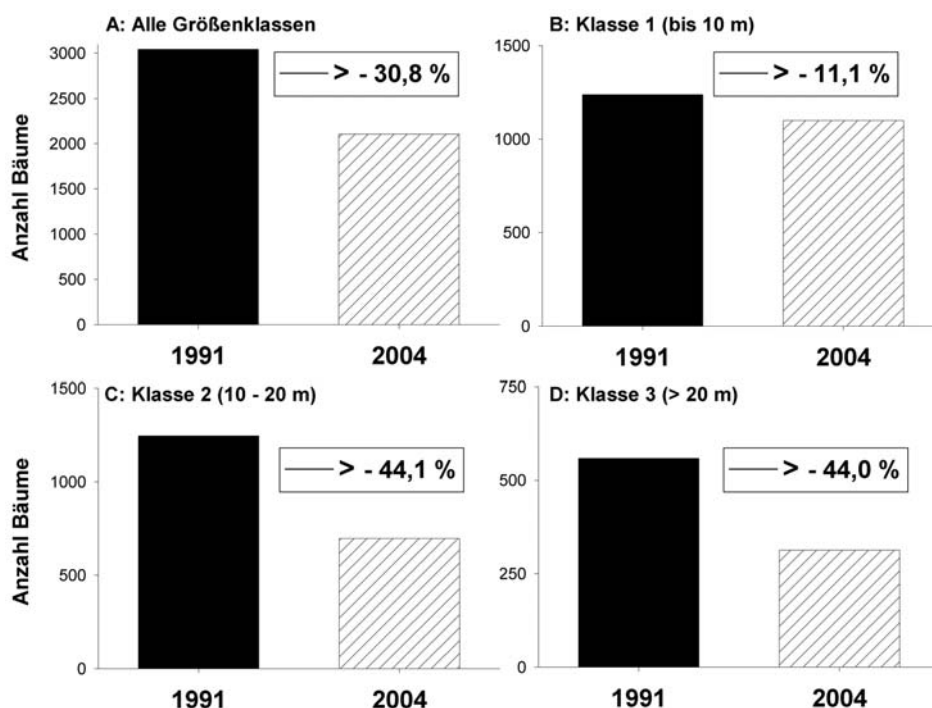 A: Alle Größenklassen
Anzahl Bäume
3000
2500
2000
1500
1000
500
0
> - 30,8 %
1991
2004
B: Klasse 1 (bis 10 m)
1500
1000
500
0
> - 11,1 %
1991
2004
C: Klasse 2 (10 - 20 m)
Anzahl Bäume
1500
1000
500
0
> - 44,1 %
1991
2004
D: Klasse 3 (> 20 m)
750
500
250
0
> - 44,0 %
1991
2004